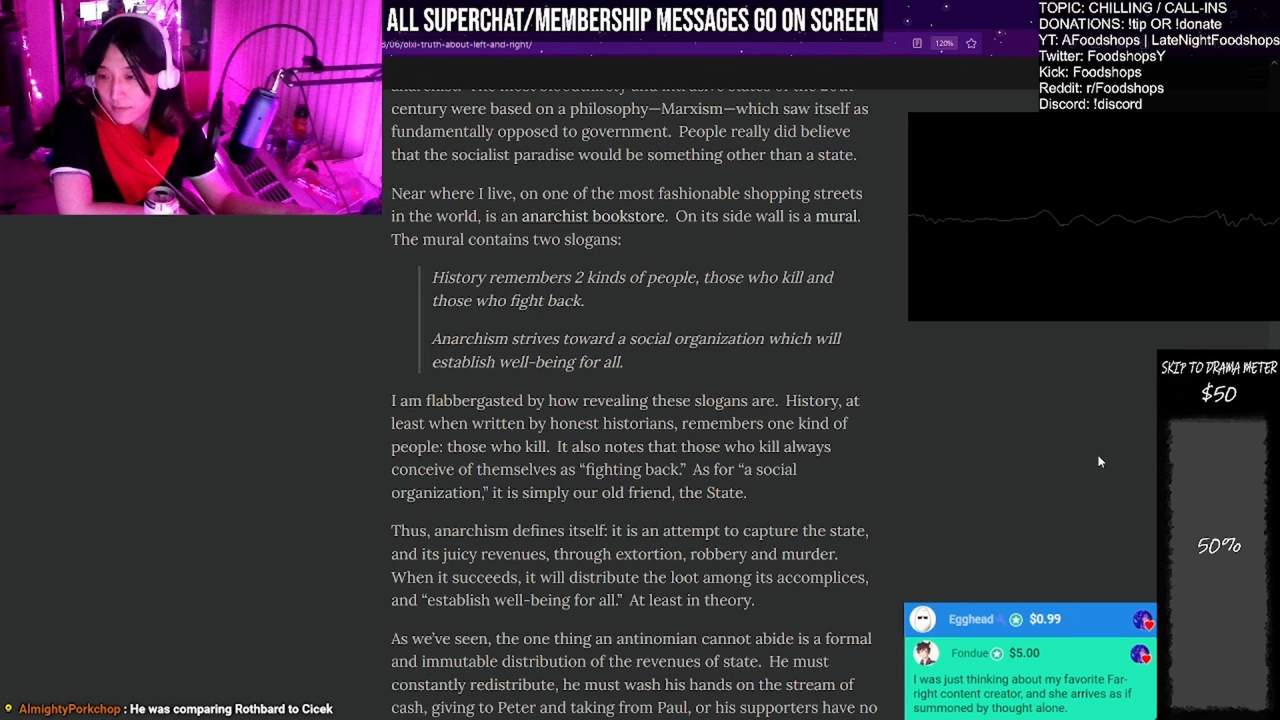 ALL SUPERCHAT/MEMBERSHIP MESSAGES GO ON SCREEN
/06/olxi-truth-about-left-and-right/
120%
TOPIC: CHILLING / CALL-INS
DONATIONS: !tip OR !donate
YT: AFoodshops | LateNightFoodshops
Twitter: FoodshopsY
Kick: Foodshops
Reddit: r/Foodshops
Discord: !discord
century were based on a philosophy—Marxism—which saw itself as
fundamentally opposed to government. People really did believe
that the socialist paradise would be something other than a state.
Near where I live, on one of the most fashionable shopping streets
in the world, is an anarchist bookstore. On its side wall is a mural.
The mural contains two slogans:
History remembers 2 kinds of people, those who kill and
those who fight back.
Anarchism strives toward a social organization which will
establish well-being for all.
I am flabbergasted by how revealing these slogans are. History, at
least when written by honest historians, remembers one kind of
people: those who kill. It also notes that those who kill always
conceive of themselves as “fighting back.” As for “a social
organization,” it is simply our old friend, the State.
Thus, anarchism defines itself: it is an attempt to capture the state,
and its juicy revenues, through extortion, robbery and murder.
When it succeeds, it will distribute the loot among its accomplices,
and “establish well-being for all.” At least in theory.
As we’ve seen, the one thing an antinomian cannot abide is a formal
and immutable distribution of the revenues of state. He must
constantly redistribute, he must wash his hands on the stream of
cash, giving to Peter and taking from Paul, or his supporters have no
SKIP TO DRAMA METER
$50
50%
Egghead $0.99
Fondue $5.00
I was just thinking about my favorite Far-
right content creator, and she arrives as if
summoned by thought alone.
AlmightyPorkchop : He was comparing Rothbard to Cicek